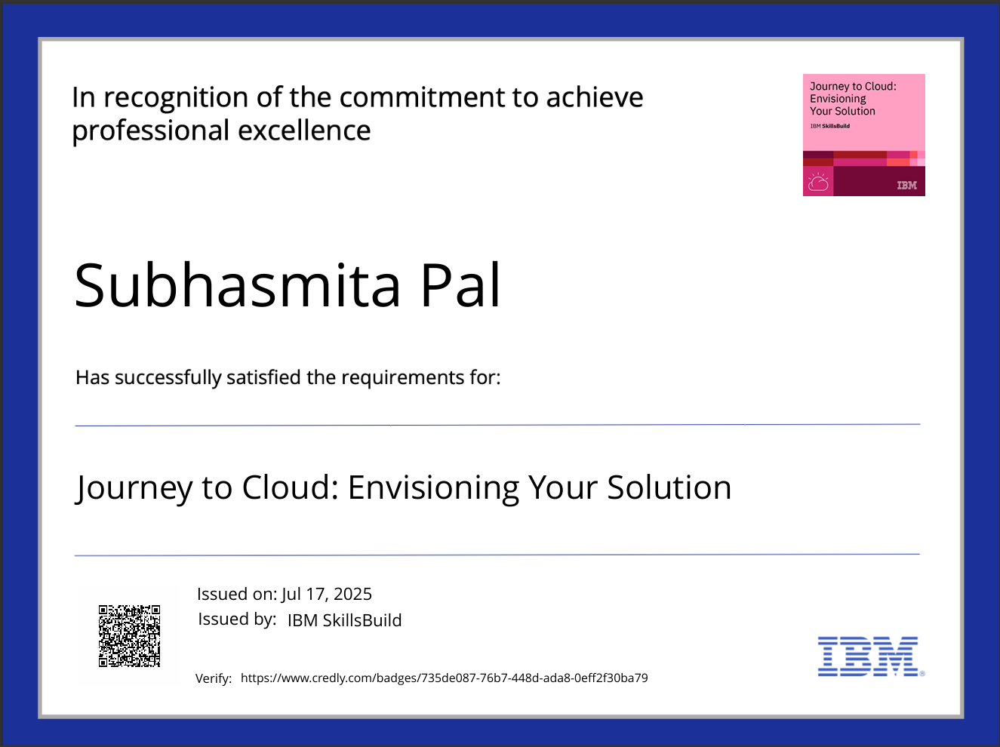 In recognition of the commitment to achieve
professional excellence
Journey to Cloud:
Envisioning
Your Solution
IBM SkillsBuild
IBM
Subhasmita Pal
Has successfully satisfied the requirements for:
Journey to Cloud: Envisioning Your Solution
Issued on: Jul 17, 2025
Issued by: IBM SkillsBuild
Verify: https://www.credly.com/badges/735de087-76b7-448d-ada8-0eff2f30ba79
IBM®